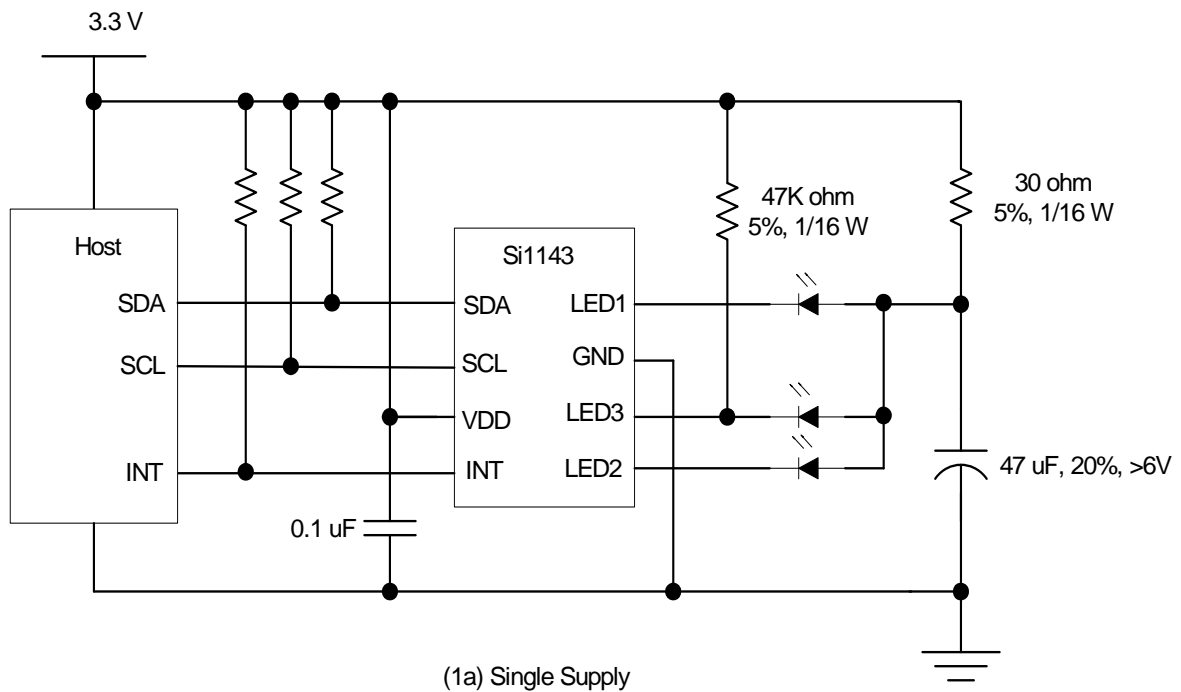 3.3 V
47K ohm
5%, 1/16 W
30 ohm
5%, 1/16 W
Host
SDA
SCL
INT
Si1143
SDA
SCL
VDD
INT
LED1
GND
LED3
LED2
0.1 uF
47 uF, 20%, >6V
(1a) Single Supply